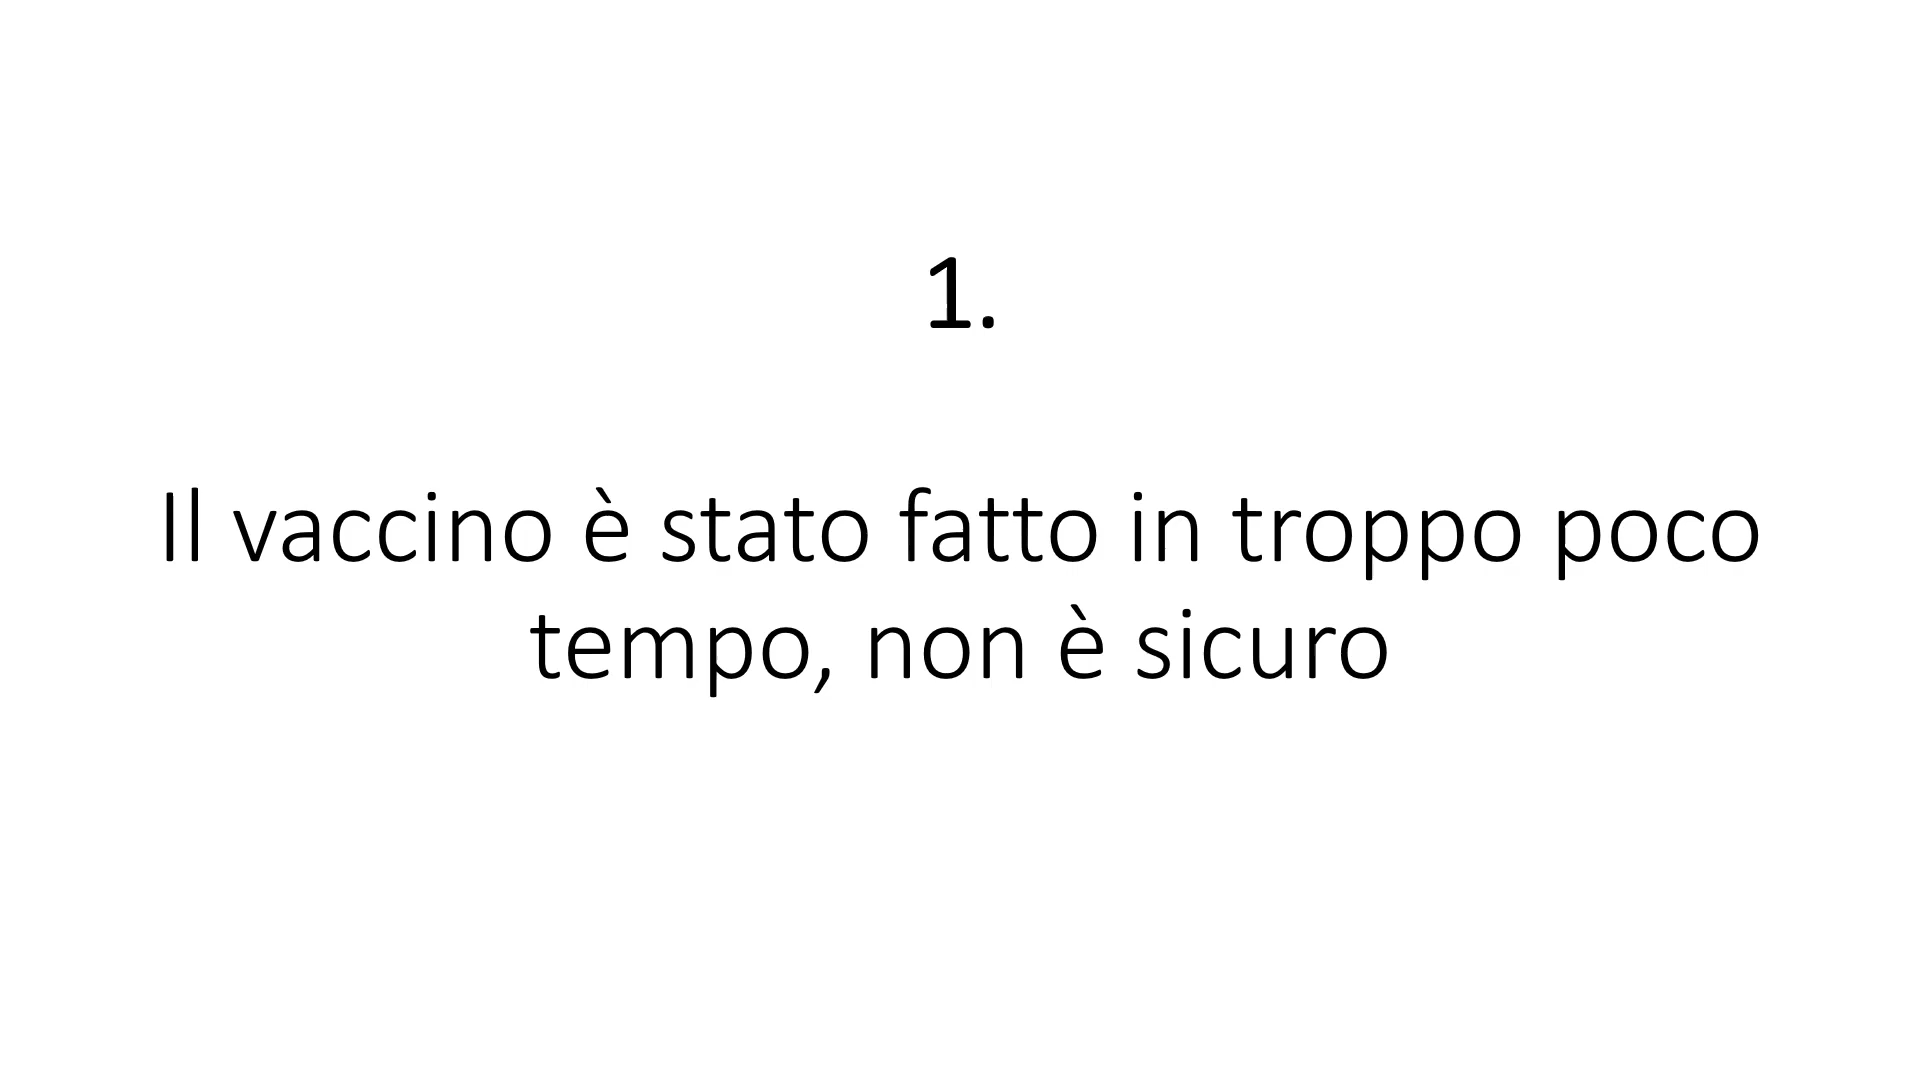 1.
Il vaccino è stato fatto in troppo poco
tempo, non è sicuro